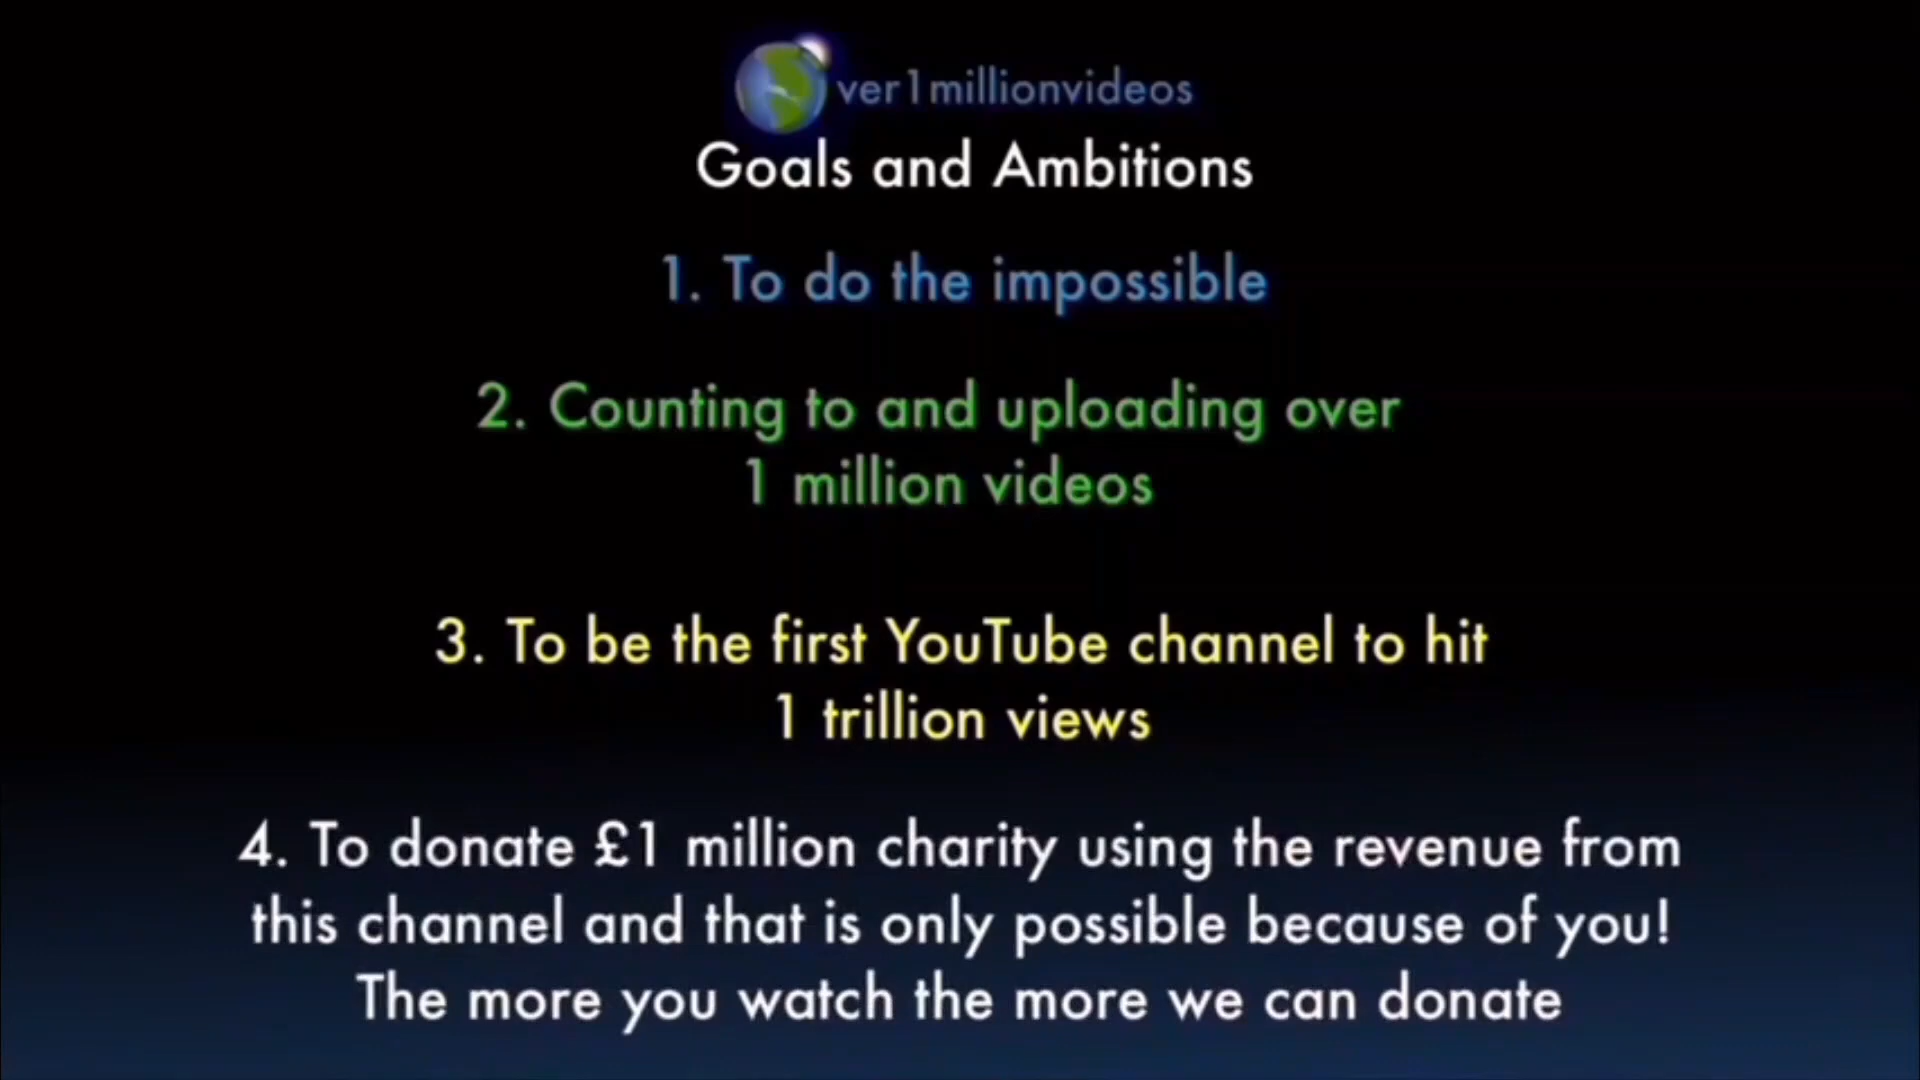 ver1millionvideos
Goals and Ambitions
1. To do the impossible
2. Counting to and uploading over
1 million videos
3. To be the first YouTube channel to hit
1 trillion views
4. To donate £1 million charity using the revenue from
this channel and that is only possible because of you!
The more you watch the more we can donate